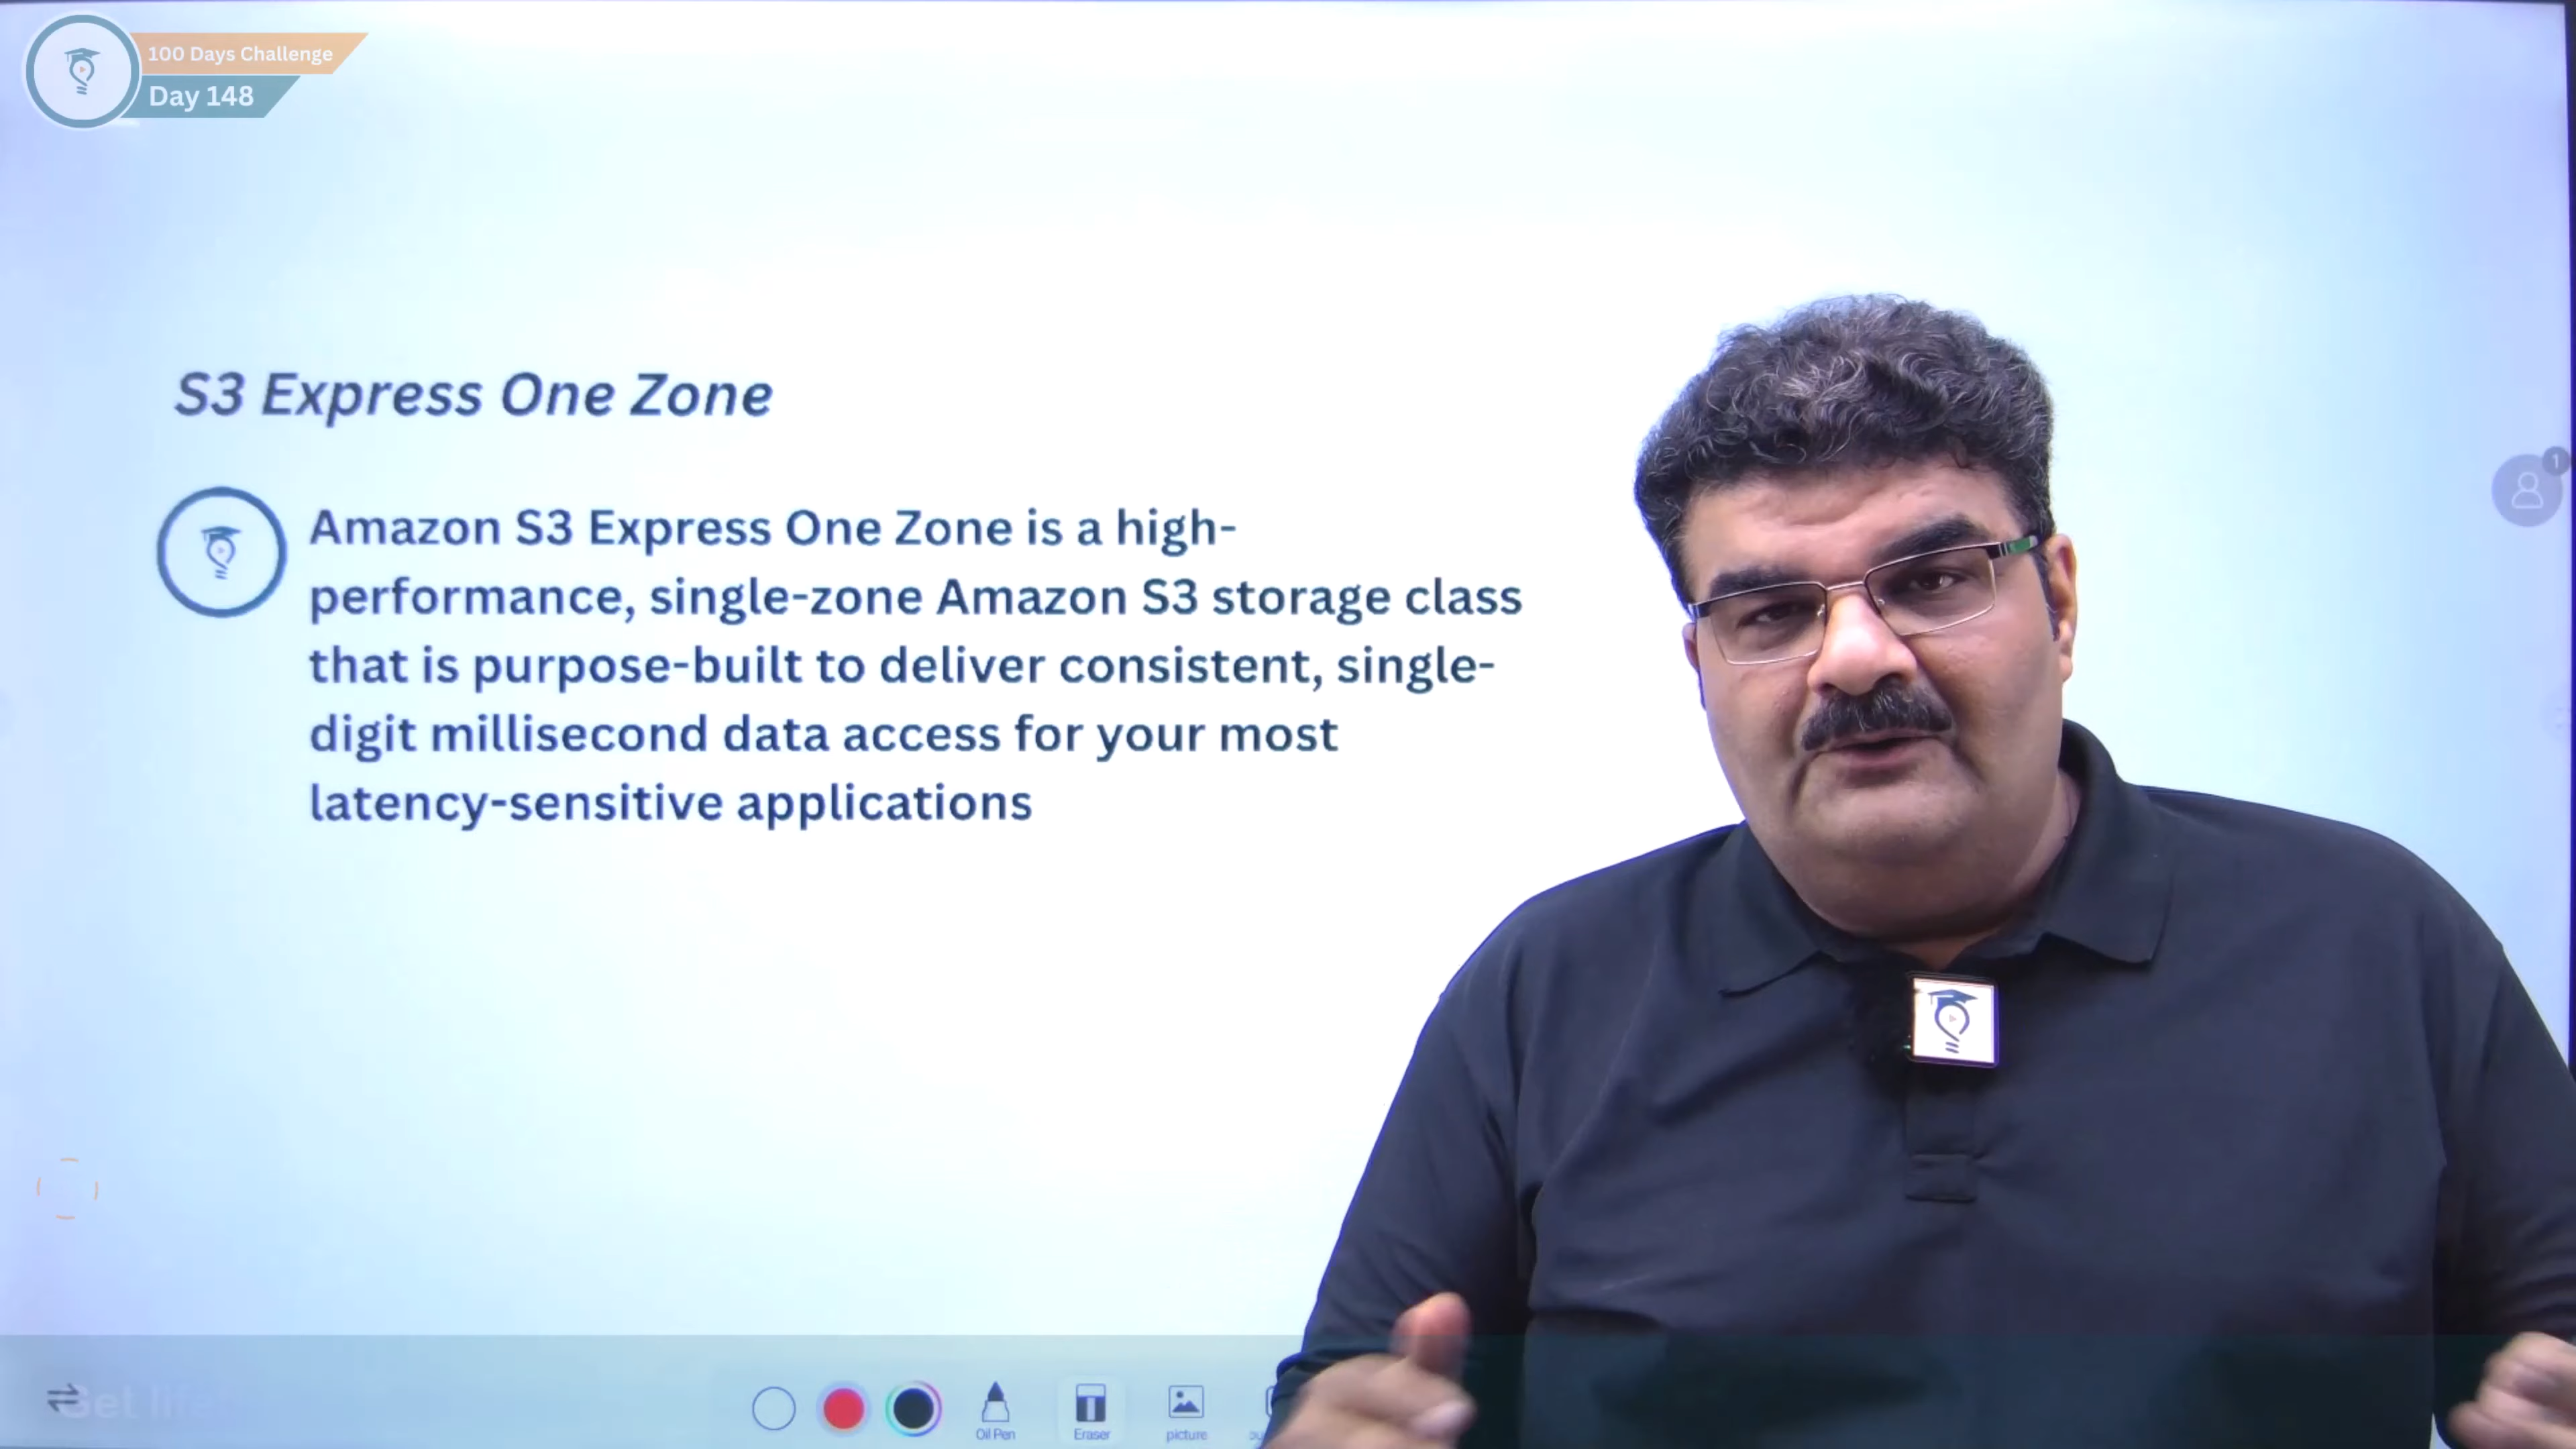 100 Days Challenge
Day 148
S3 Express One Zone
1
Amazon S3 Express One Zone is a high-
performance, single-zone Amazon S3 storage class
that is purpose-built to deliver consistent, single-
digit millisecond data access for your most
latency-sensitive applications
Get
Oil Pen
Eraser
picture